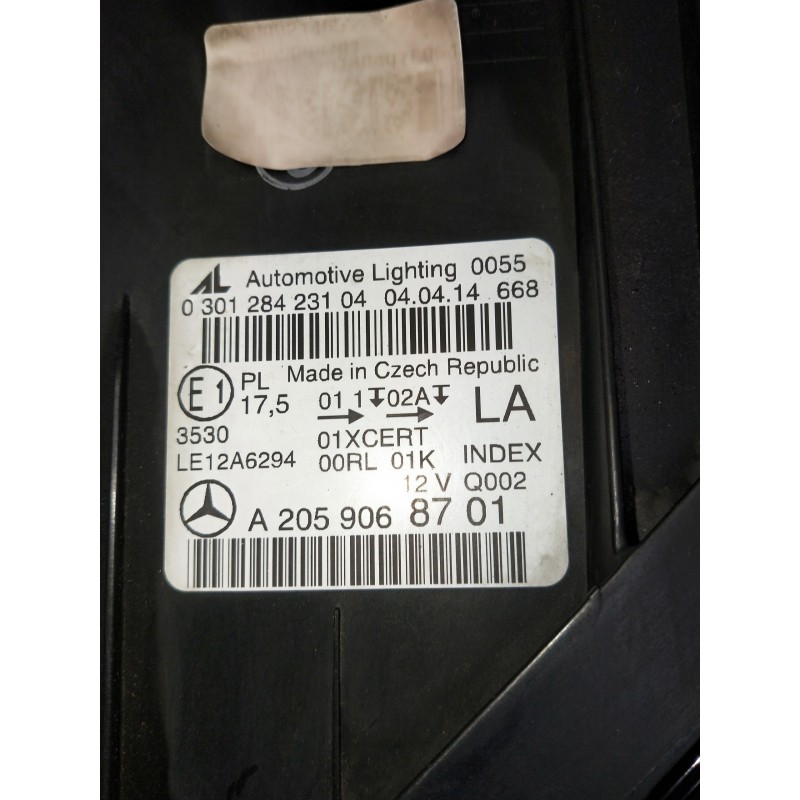 AL Automotive Lighting 0055
0 301 284 231 04 04.04.14 668
E1 PL Made in Czech Republic
17,5 01 1 02A LA
3530 01XCERT
LE12A6294 00RL 01K INDEX
12 V Q002
A 205 906 87 01